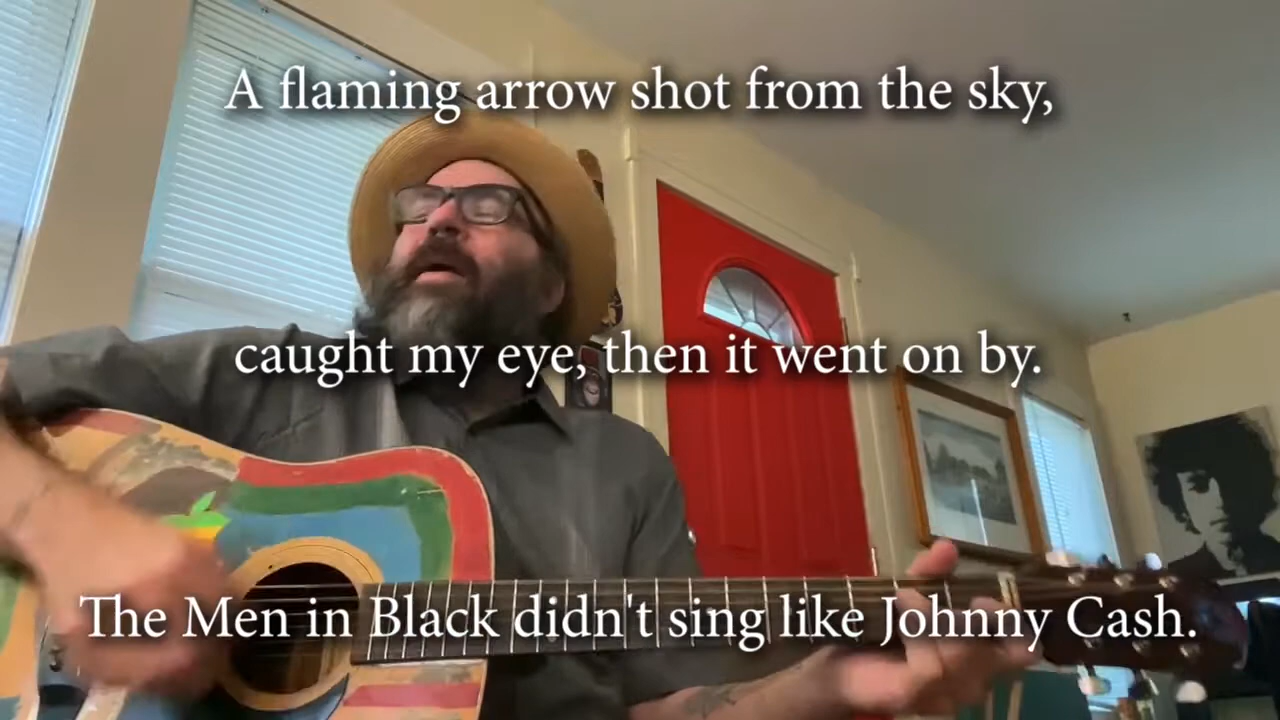 A flaming arrow shot from the sky,
caught my eye, then it went on by.
The Men in Black didn't sing like Johnny Cash.